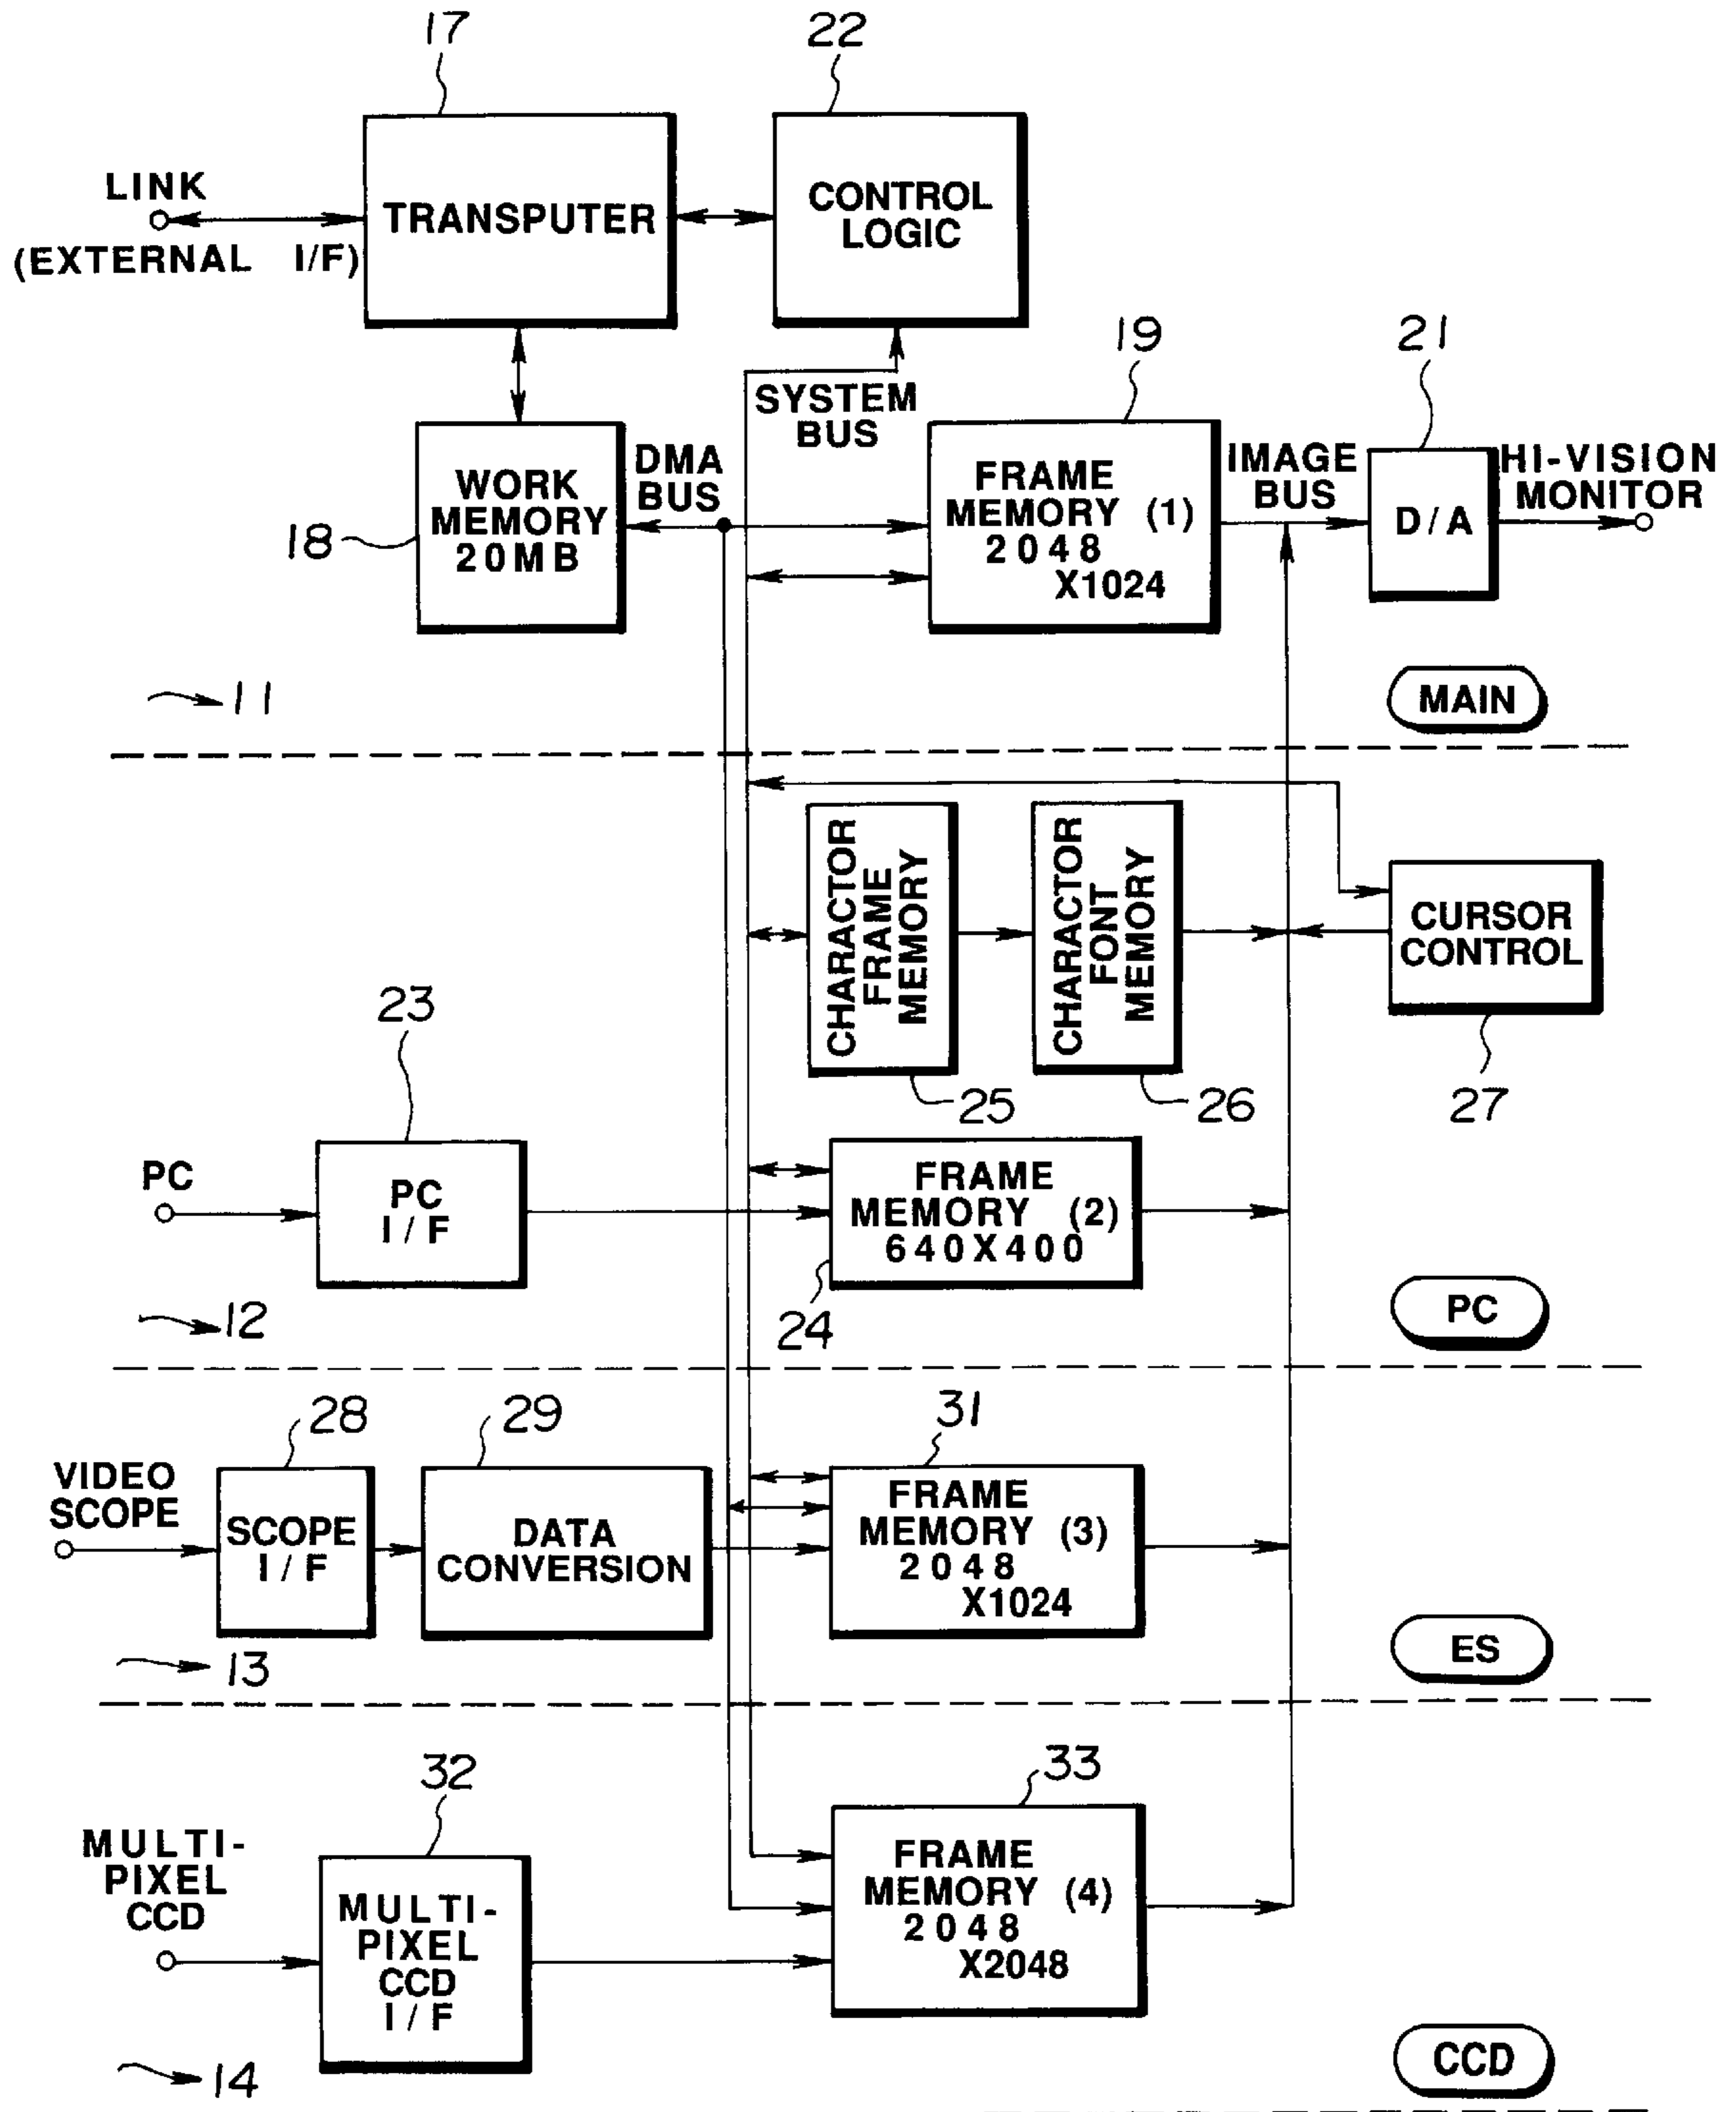 17
22
LINK
(EXTERNAL I/F)
TRANSPUTER
CONTROL
LOGIC
19
21
SYSTEM
BUS
DMA
BUS
WORK
MEMORY
20MB
18
FRAME
MEMORY (1)
2048
X1024
IMAGE
BUS
D/A
HI-VISION
MONITOR
11
MAIN
CHARACTOR
FRAME
MEMORY
CHARACTOR
FONT
MEMORY
CURSOR
CONTROL
23
25
26
27
PC
PC
I/F
FRAME
MEMORY (2)
640X400
24
12
PC
28
29
31
VIDEO
SCOPE
SCOPE
I/F
DATA
CONVERSION
FRAME
MEMORY (3)
2048
X1024
13
ES
32
33
MULTI-
PIXEL
CCD
MULTI-
PIXEL
CCD
I/F
FRAME
MEMORY (4)
2048
X2048
14
CCD